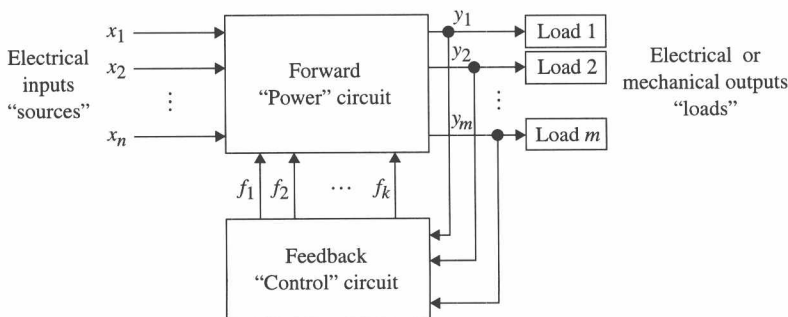 Electrical
inputs
“sources”
x1
x2
⋮
xn
Forward
“Power” circuit
y1
y2
⋮
ym
Load 1
Load 2
Load m
Electrical or
mechanical outputs
“loads”
f1 f2 ⋯ fk
Feedback
“Control” circuit